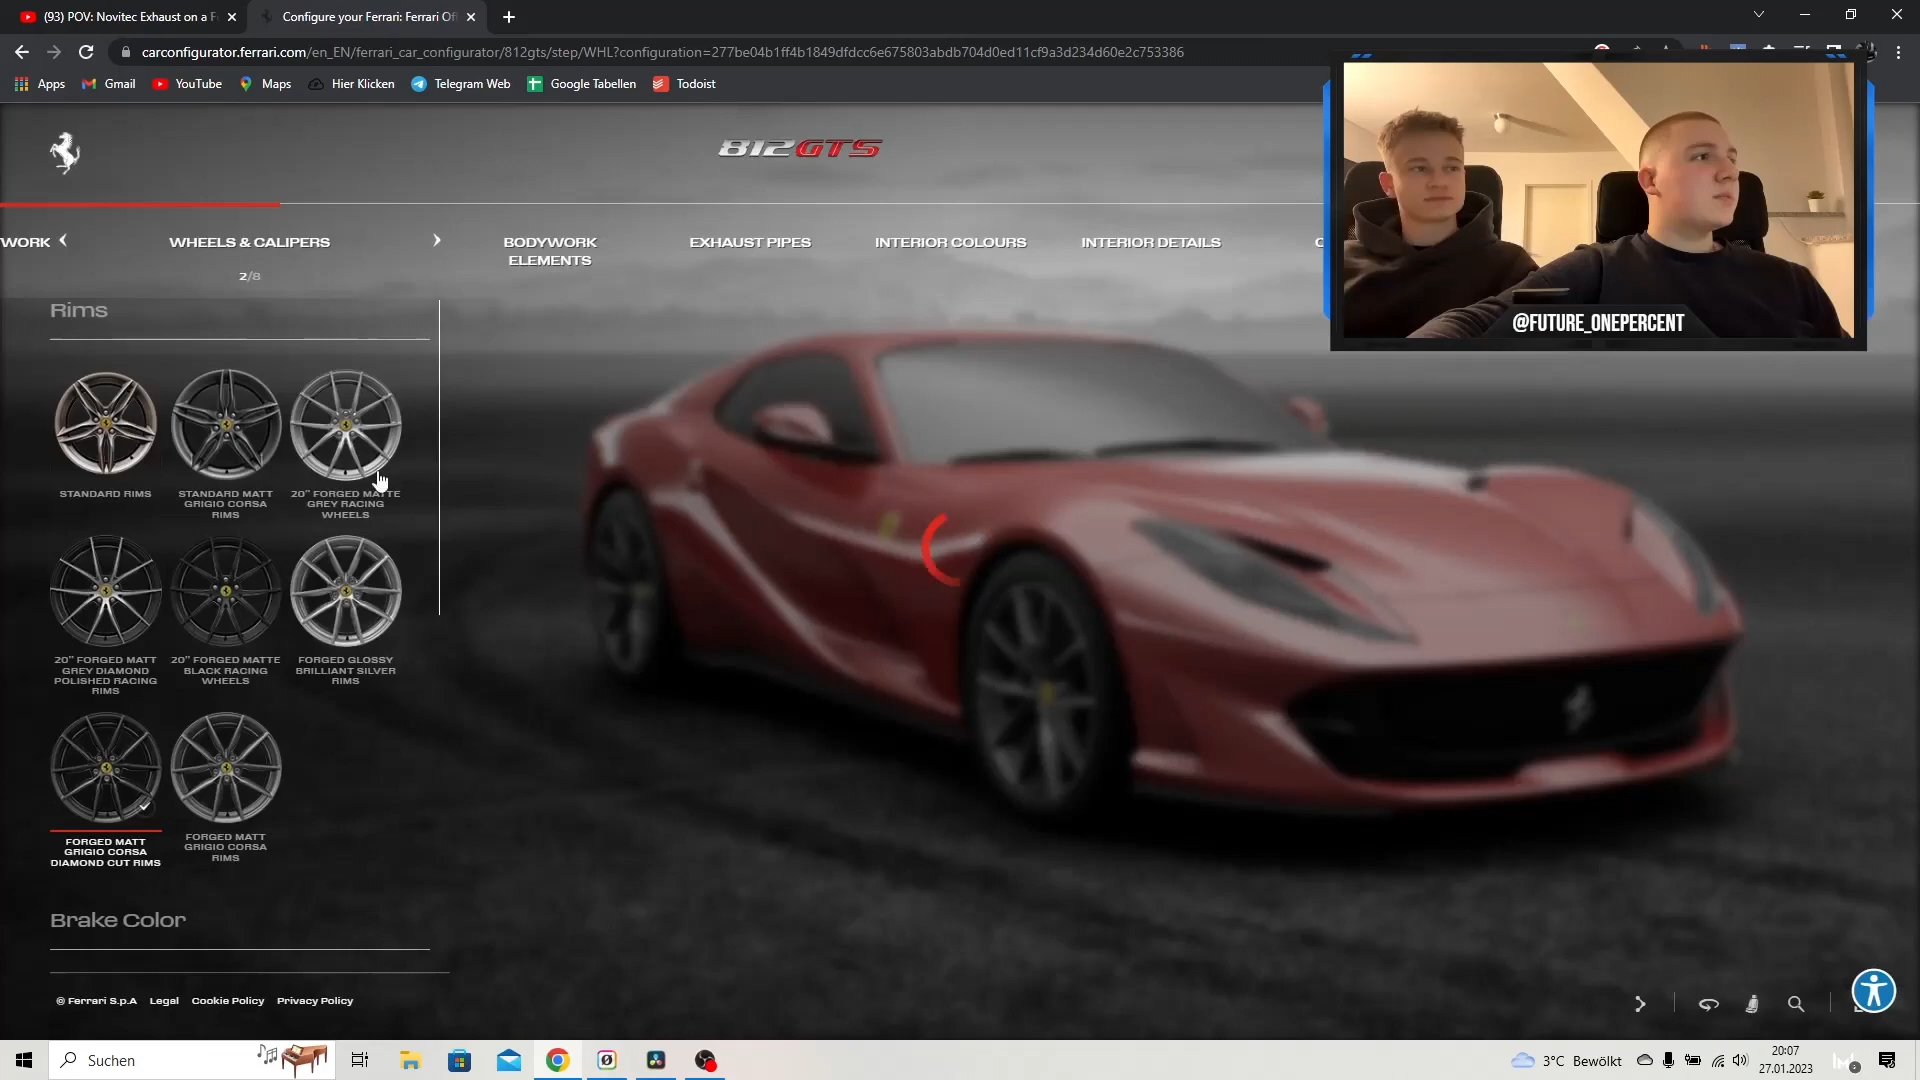 (93) POV: Novitec Exhaust on a F
Configure your Ferrari: Ferrari Off
carconfigurator.ferrari.com/en_EN/ferrari_car_configurator/812gts/step/WHL?configuration=277be04b1ff4b1849dfdcc6e675803abdb704d0ed11cf9a3d234d60e2c753386
Apps
Gmail
YouTube
Maps
Hier Klicken
Telegram Web
Google Tabellen
Todoist
812GTS
WORK
WHEELS & CALIPERS
2/8
BODYWORK
ELEMENTS
EXHAUST PIPES
INTERIOR COLOURS
INTERIOR DETAILS
@FUTURE_ONEPERCENT
Rims
STANDARD RIMS
STANDARD MATT
GRIGIO CORSA
RIMS
20” FORGED MATTE
GREY RACING
WHEELS
20” FORGED MATT
GREY DIAMOND
POLISHED RACING
RIMS
20” FORGED MATTE
BLACK RACING
WHEELS
FORGED GLOSSY
BRILLIANT SILVER
RIMS
FORGED MATT
GRIGIO CORSA
DIAMOND CUT RIMS
FORGED MATT
GRIGIO CORSA
RIMS
Brake Color
© Ferrari S.p.A
Legal
Cookie Policy
Privacy Policy
Suchen
3°C Bewölkt
20:07
27.01.2023